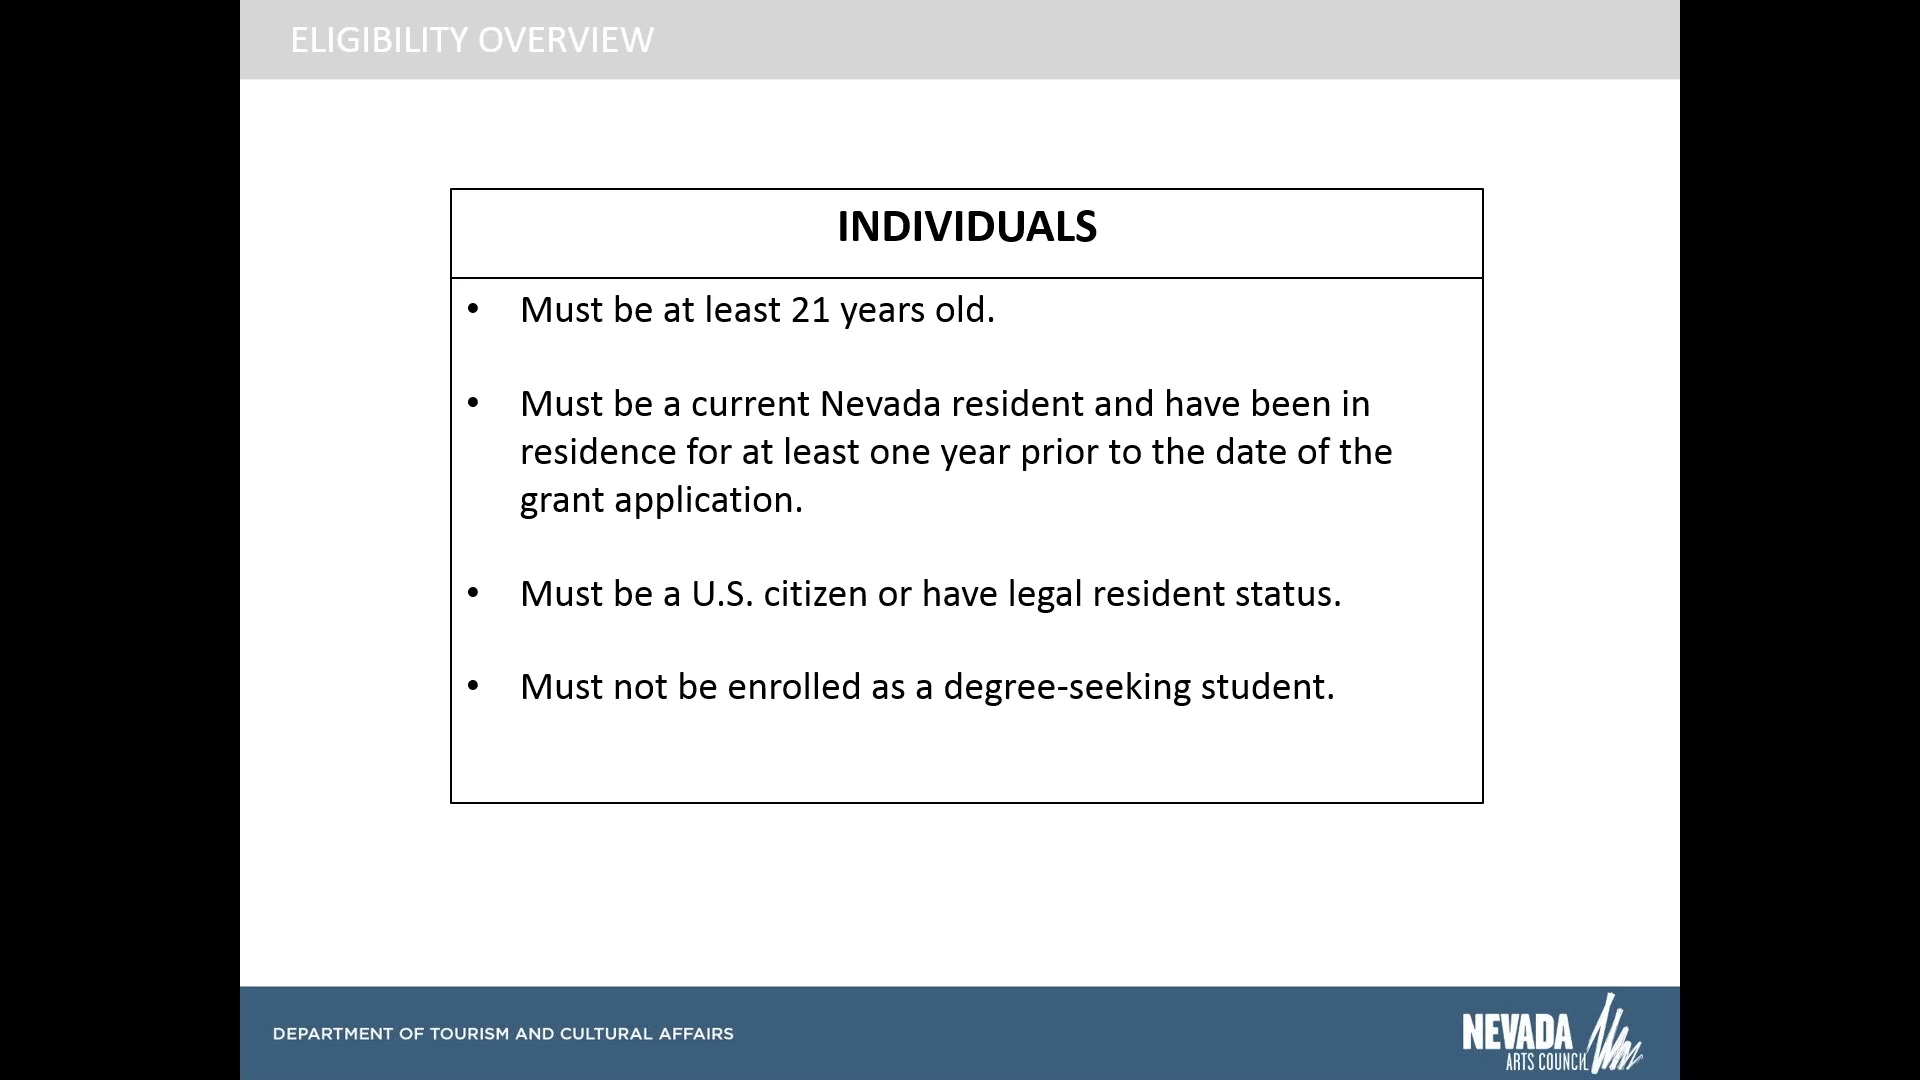 ELIGIBILITY OVERVIEW
INDIVIDUALS
• Must be at least 21 years old.
• Must be a current Nevada resident and have been in
residence for at least one year prior to the date of the
grant application.
• Must be a U.S. citizen or have legal resident status.
• Must not be enrolled as a degree-seeking student.
DEPARTMENT OF TOURISM AND CULTURAL AFFAIRS
NEVADA
ARTS COUNCIL